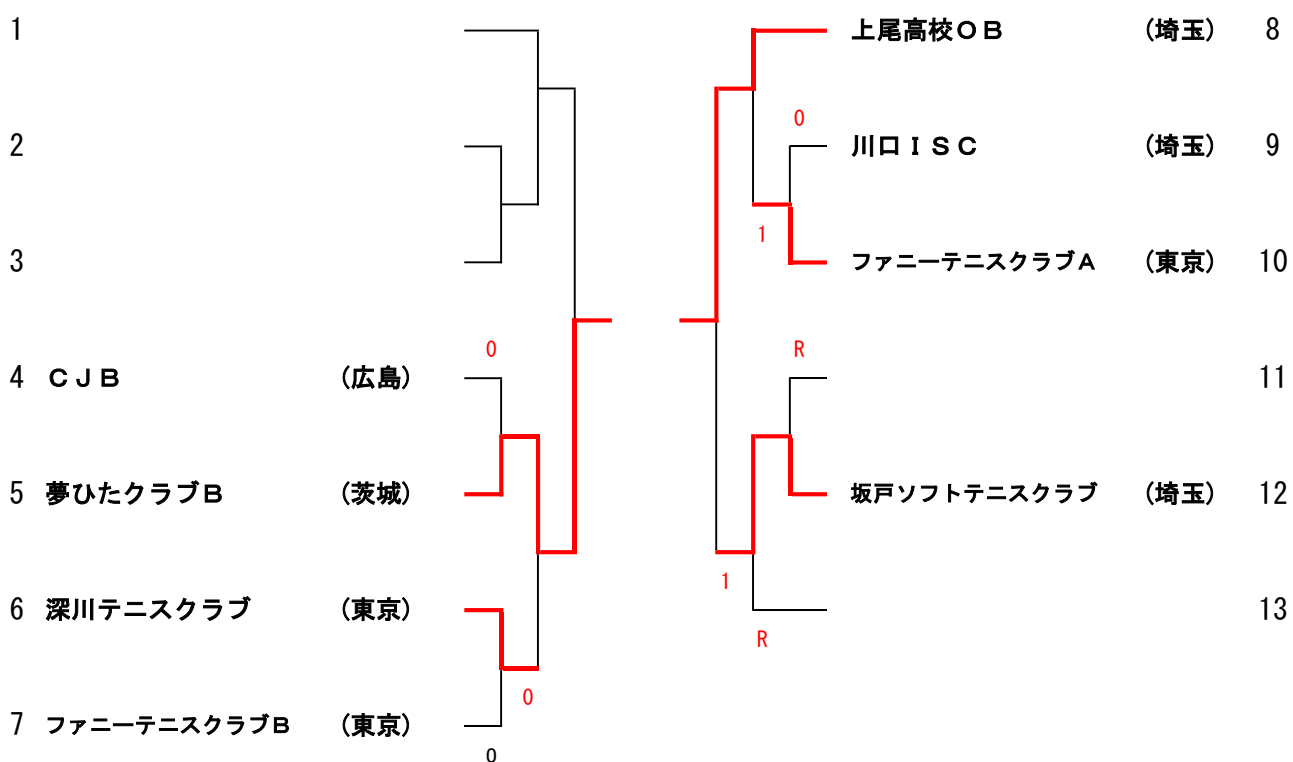 1
2
3
0
4 ＣＪＢ (広島)
5 夢ひたクラブＢ (茨城)
6 深川テニスクラブ (東京)
0
7 ファニーテニスクラブＢ (東京)
0
上尾高校ＯＢ (埼玉) 8
0
川口ＩＳＣ (埼玉) 9
1
ファニーテニスクラブＡ (東京) 10
R
11
坂戸ソフトテニスクラブ (埼玉) 12
1
13
R